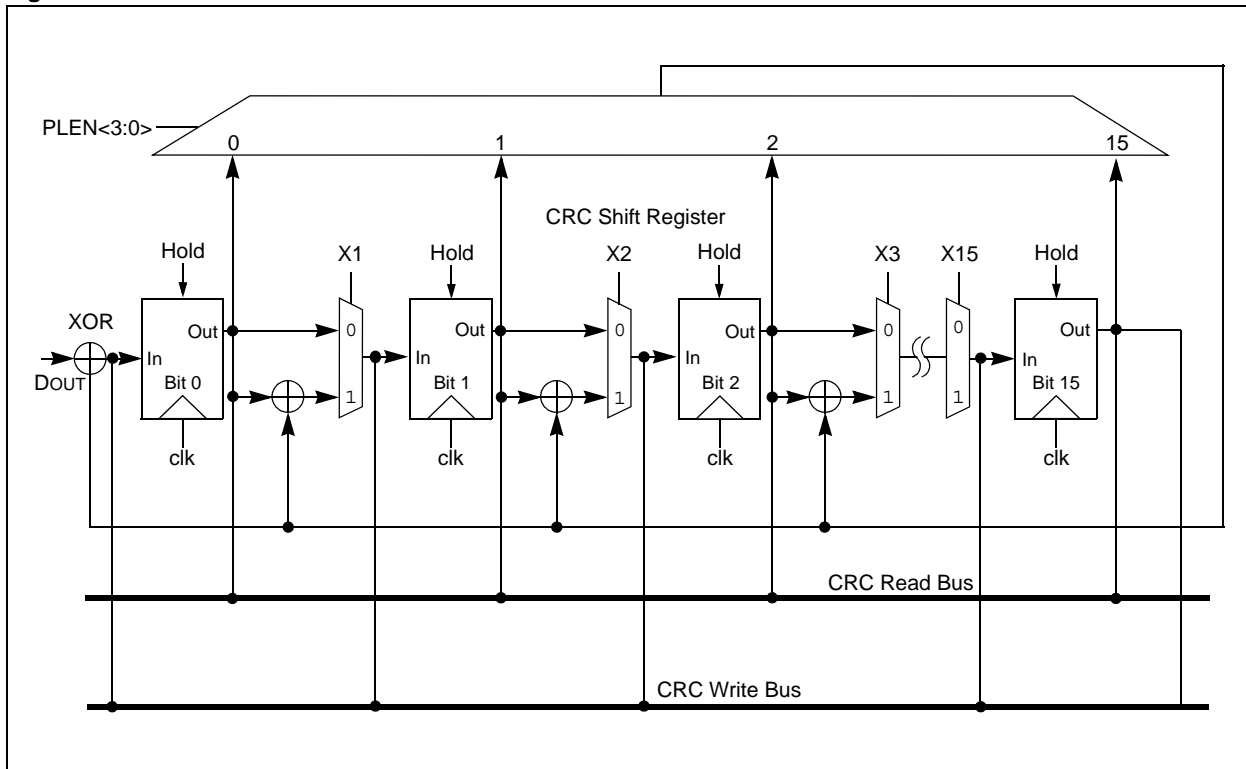 PLEN<3:0>
0 1 2 15
CRC Shift Register
Hold X1 Hold X2 Hold X3 X15 Hold
XOR
Out 0 Out 0 Out 0 0 Out
In In In In
DOUT
Bit 0 1 Bit 1 1 Bit 2 1 1 Bit 15
clk clk clk clk
CRC Read Bus
CRC Write Bus